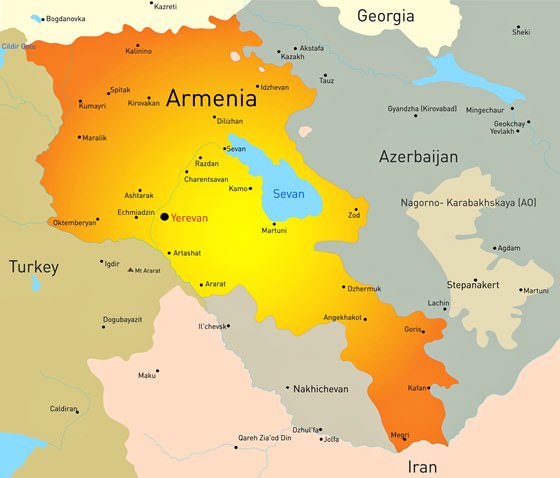 Kazreti
Georgia
Bogdanovka
Sheki
Cildir Golu
Kalinino
Akstafa
Kazakh
Tauz
Idzhevan
Spitak
Kumayri
Kirovakan
Armenia
Gyandzha (Kirovabad)
Mingechaur
Dilizhan
Geokchay
Yevlakh
Maralik
Sevan
Razdan
Azerbaijan
Charentsavan
Kamo
Sevan
Ashtarak
Nagorno- Karabakhskaya (AO)
Echmiadzin
Yerevan
Zod
Oktemberyan
Martuni
Agdam
Artashat
Turkey
Igdir
Mt Ararat
Ararat
Dzhermuk
Stepanakert
Martuni
Lachin
Dogubayazit
Il'chevsk
Angekhakot
Goris
Maku
Nakhichevan
Kafan
Caldiran
Dzhul'fa
Jolfa
Qareh Zia'od Din
Megri
Iran